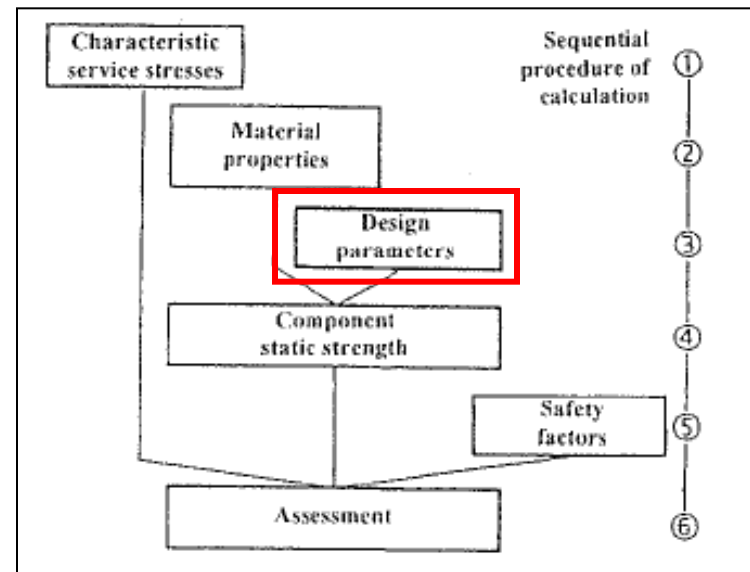 Characteristic
service stresses
Sequential
procedure of
calculation
①
Material
properties
②
Design
parameters
③
Component
static strength
④
Safety
factors
⑤
Assessment
⑥